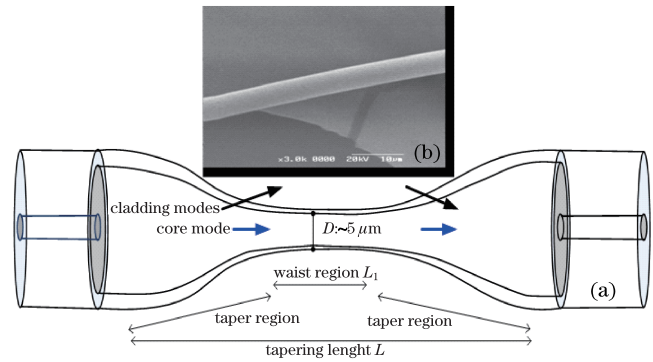 ×3.0k 0000 20kV 10μm
(b)
cladding modes
core mode
D:~5 μm
waist region L1
(a)
taper region
taper region
tapering lenght L